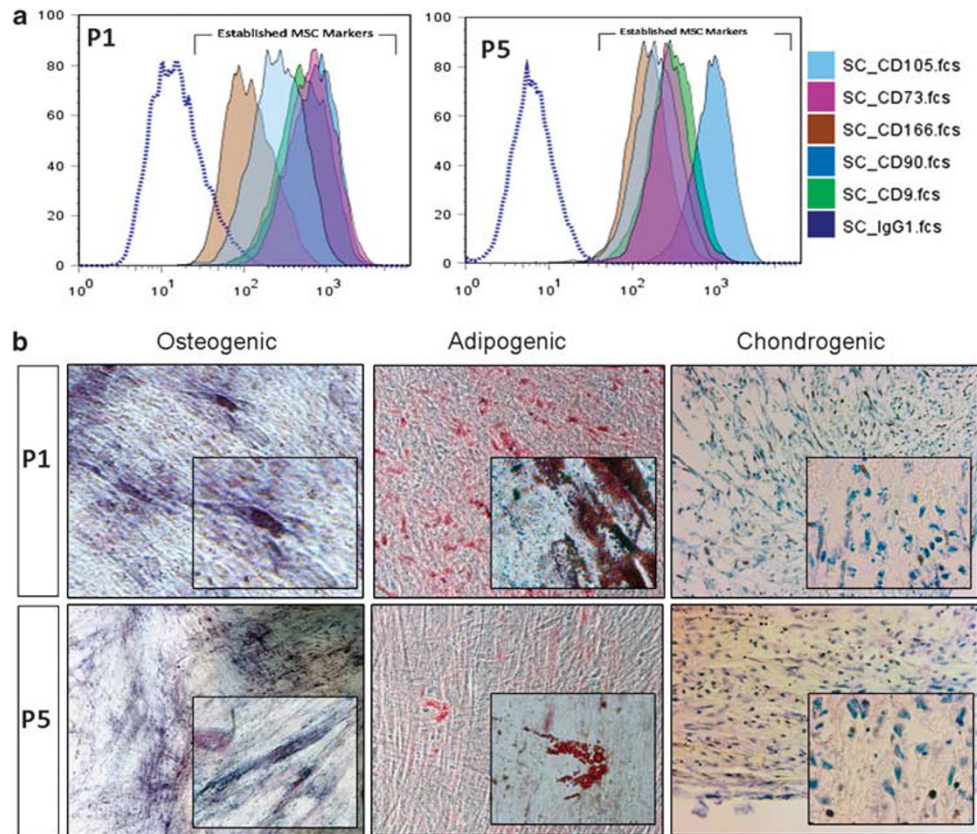 a
P1
Established MSC Markers
100
80
60
40
20
0
10^0 10^1 10^2 10^3
P5
Established MSC Markers
100
80
60
40
20
0
10^0 10^1 10^2 10^3
SC_CD105.fcs
SC_CD73.fcs
SC_CD166.fcs
SC_CD90.fcs
SC_CD9.fcs
SC_IgG1.fcs
b
Osteogenic Adipogenic Chondrogenic
P1
P5